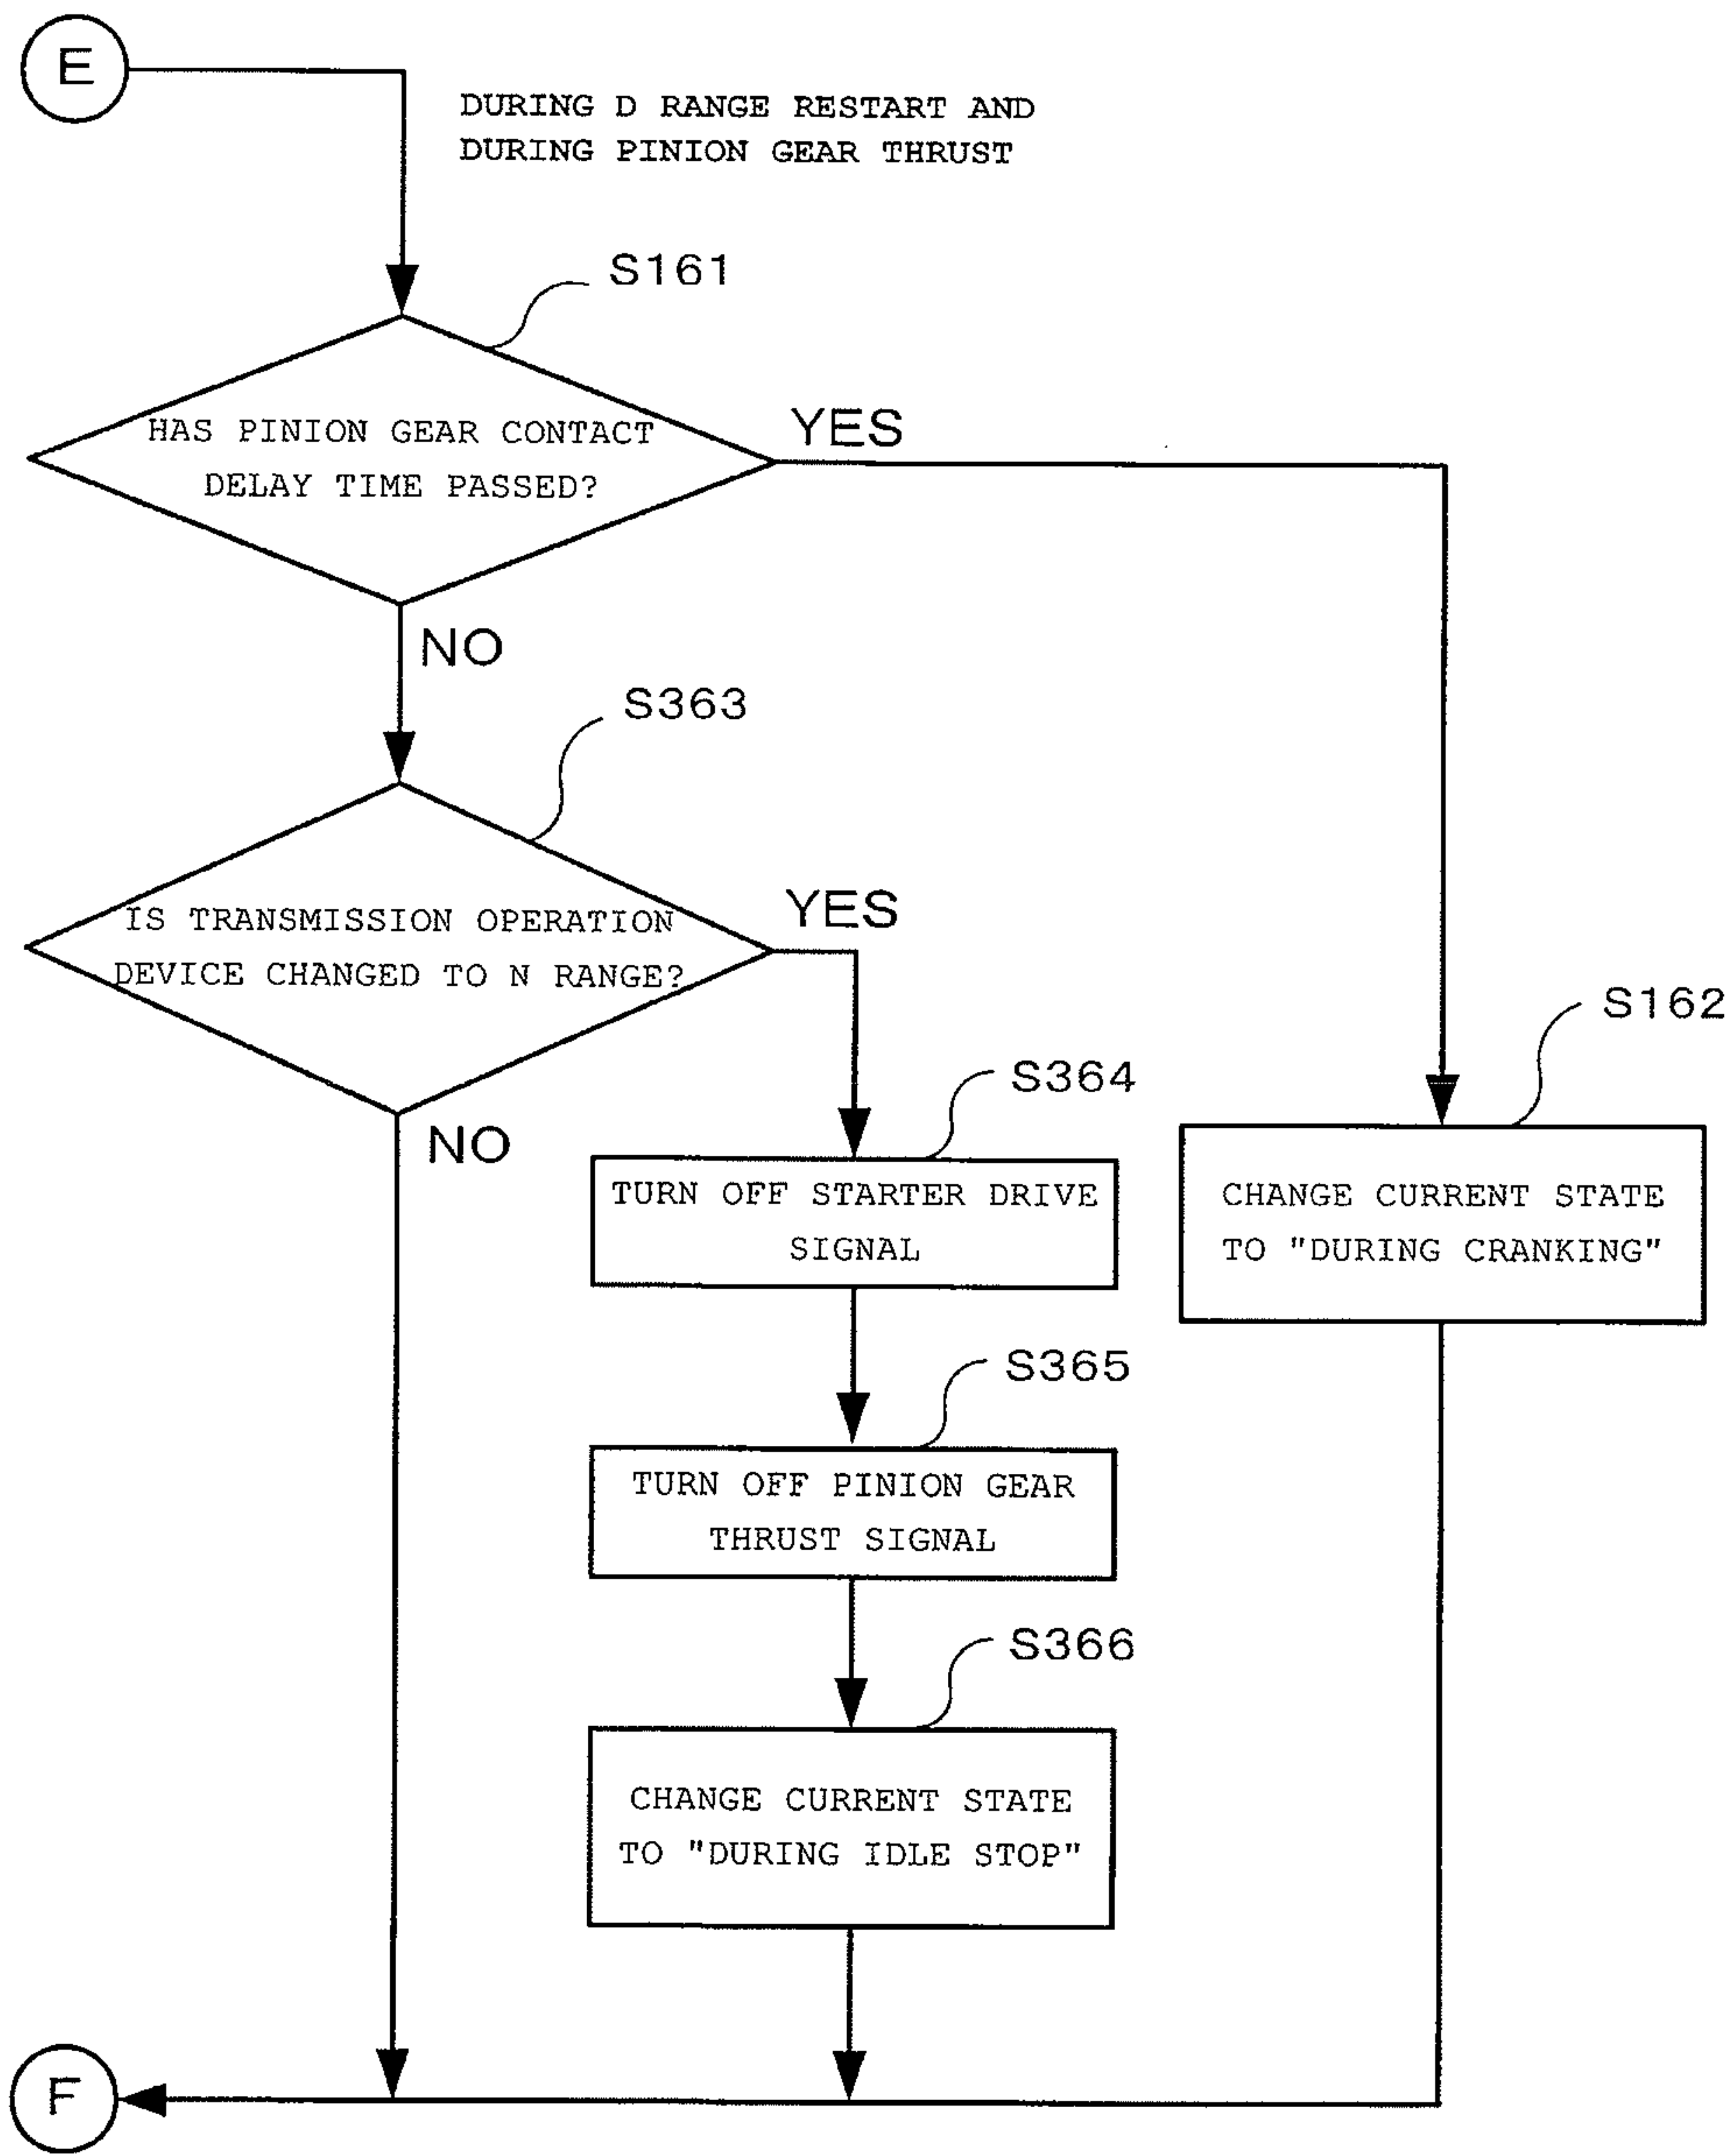 E
DURING D RANGE RESTART AND
DURING PINION GEAR THRUST
S161
HAS PINION GEAR CONTACT
DELAY TIME PASSED?
YES
NO
S363
IS TRANSMISSION OPERATION
DEVICE CHANGED TO N RANGE?
YES
NO
S364
TURN OFF STARTER DRIVE
SIGNAL
S162
CHANGE CURRENT STATE
TO "DURING CRANKING"
S365
TURN OFF PINION GEAR
THRUST SIGNAL
S366
CHANGE CURRENT STATE
TO "DURING IDLE STOP"
F